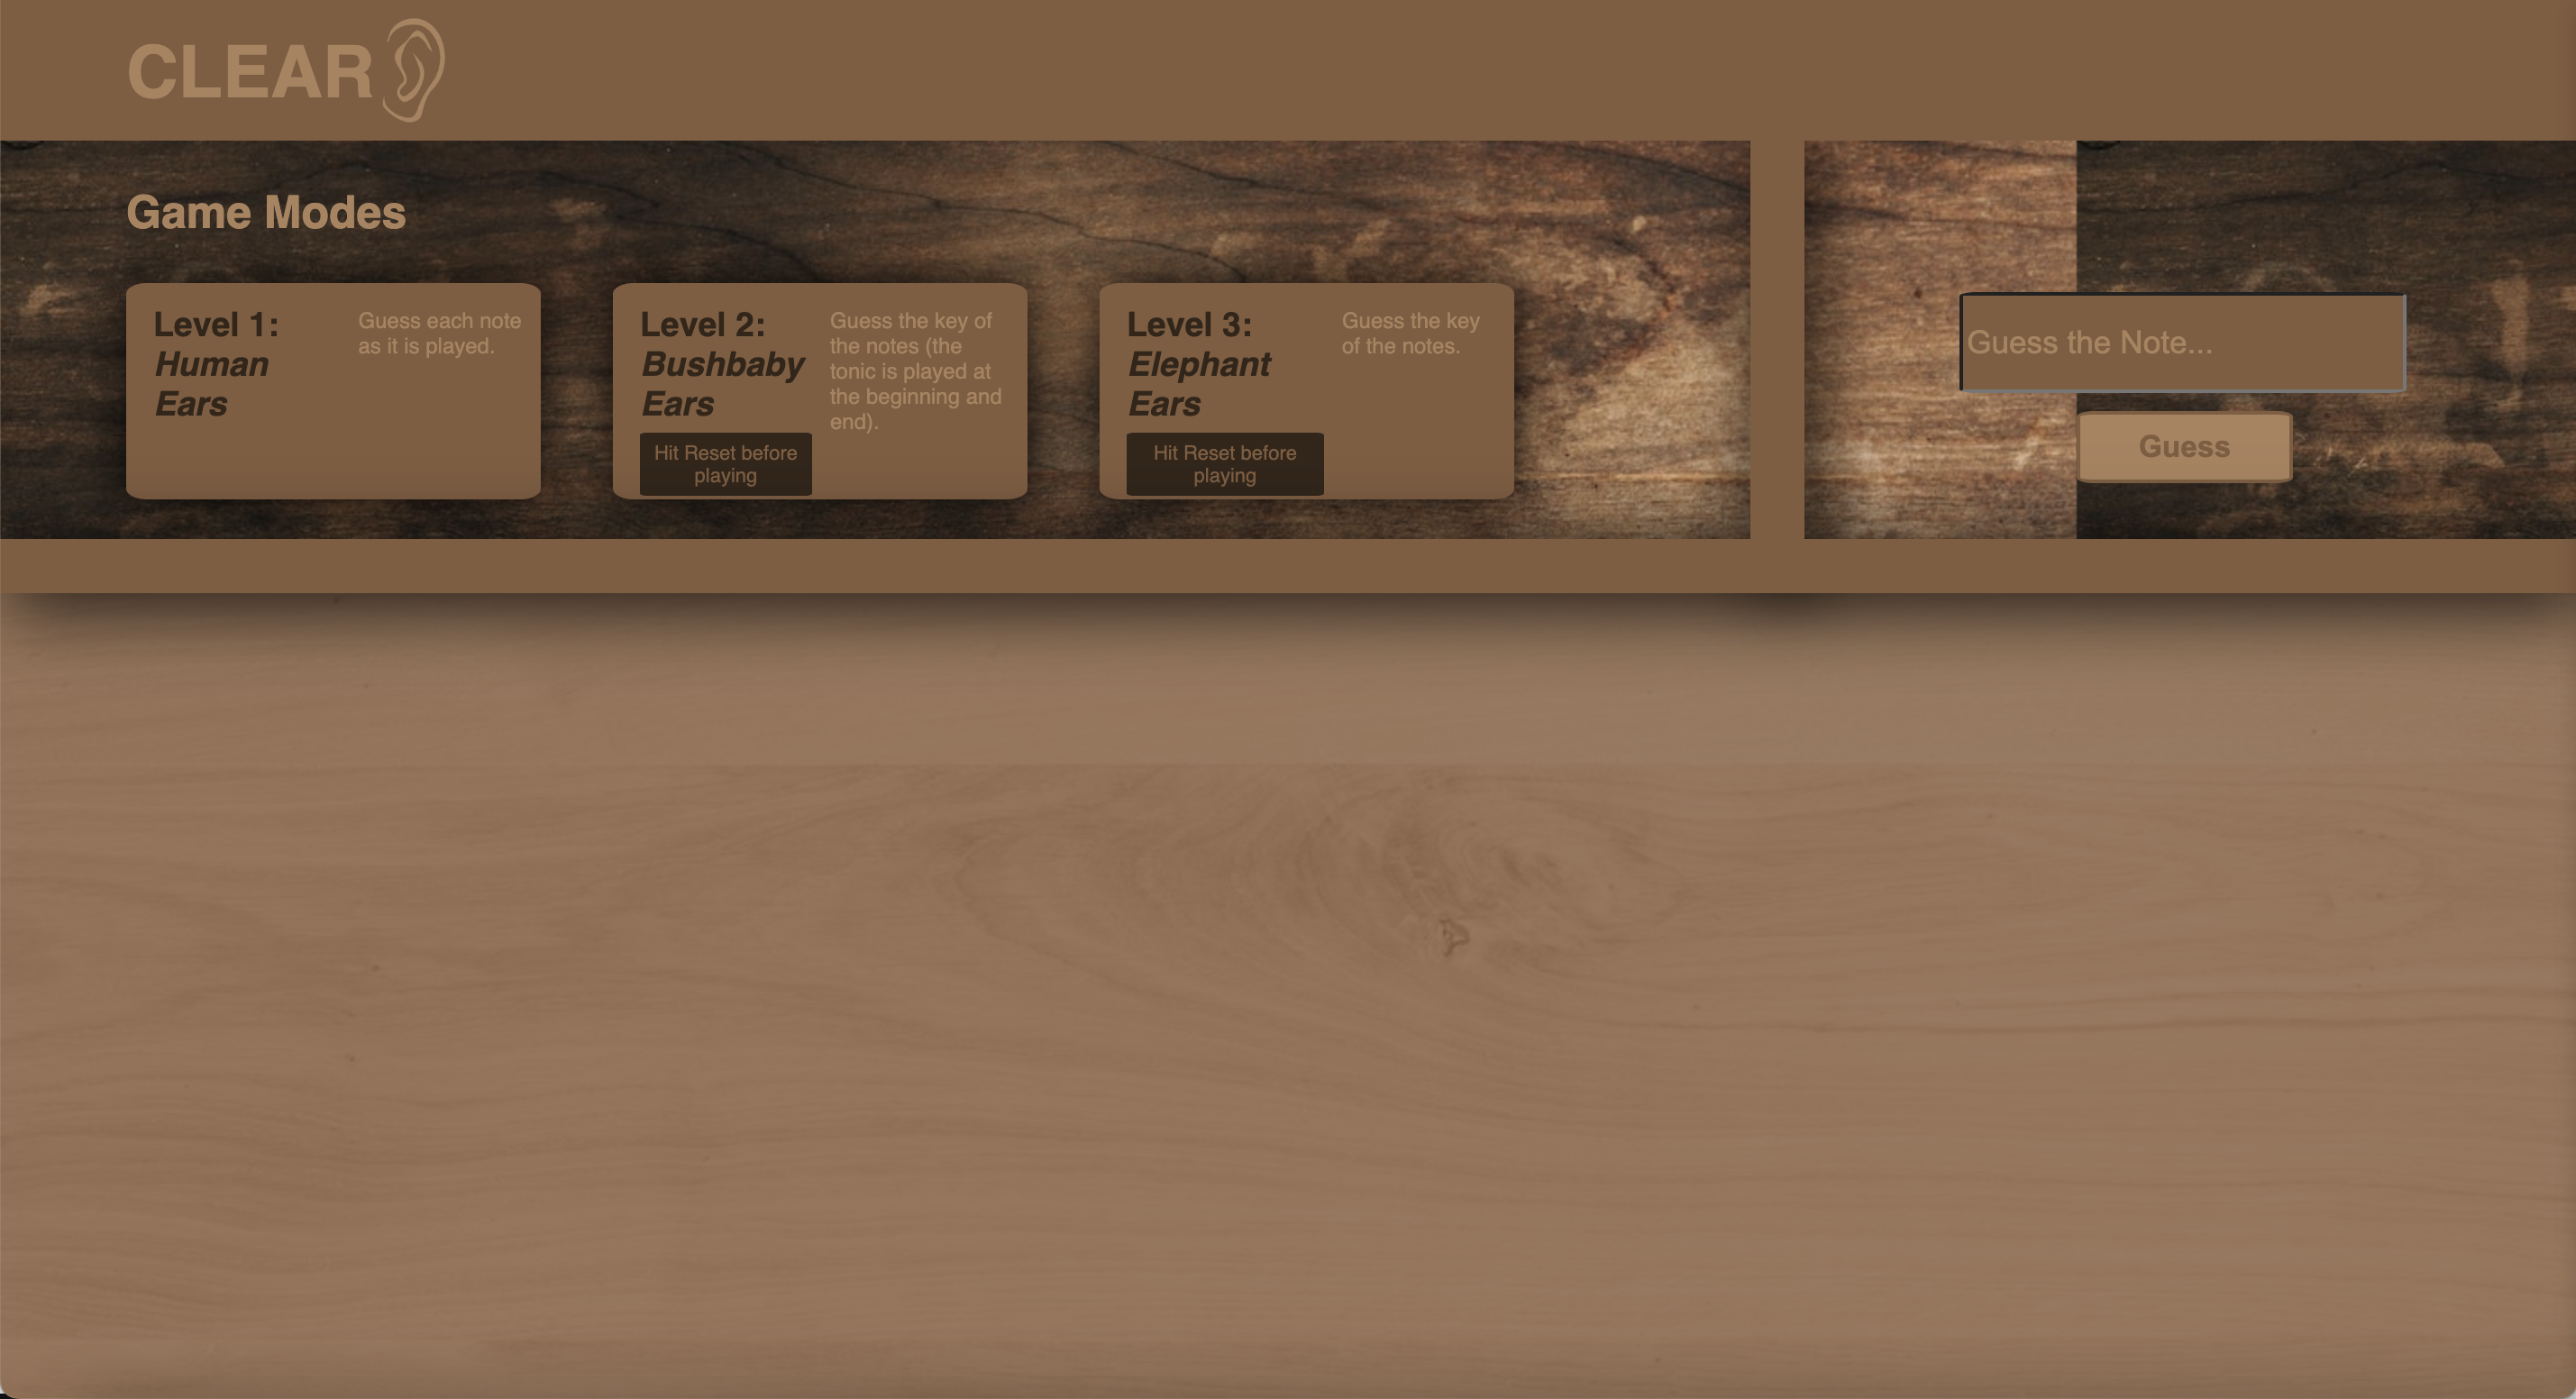 CLEAR
Game Modes
Level 1:
Human
Ears
Guess each note
as it is played.
Level 2:
Bushbaby
Ears
Hit Reset before
playing
Guess the key of
the notes (the
tonic is played at
the beginning and
end).
Level 3:
Elephant
Ears
Hit Reset before
playing
Guess the key
of the notes.
Guess the Note...
Guess